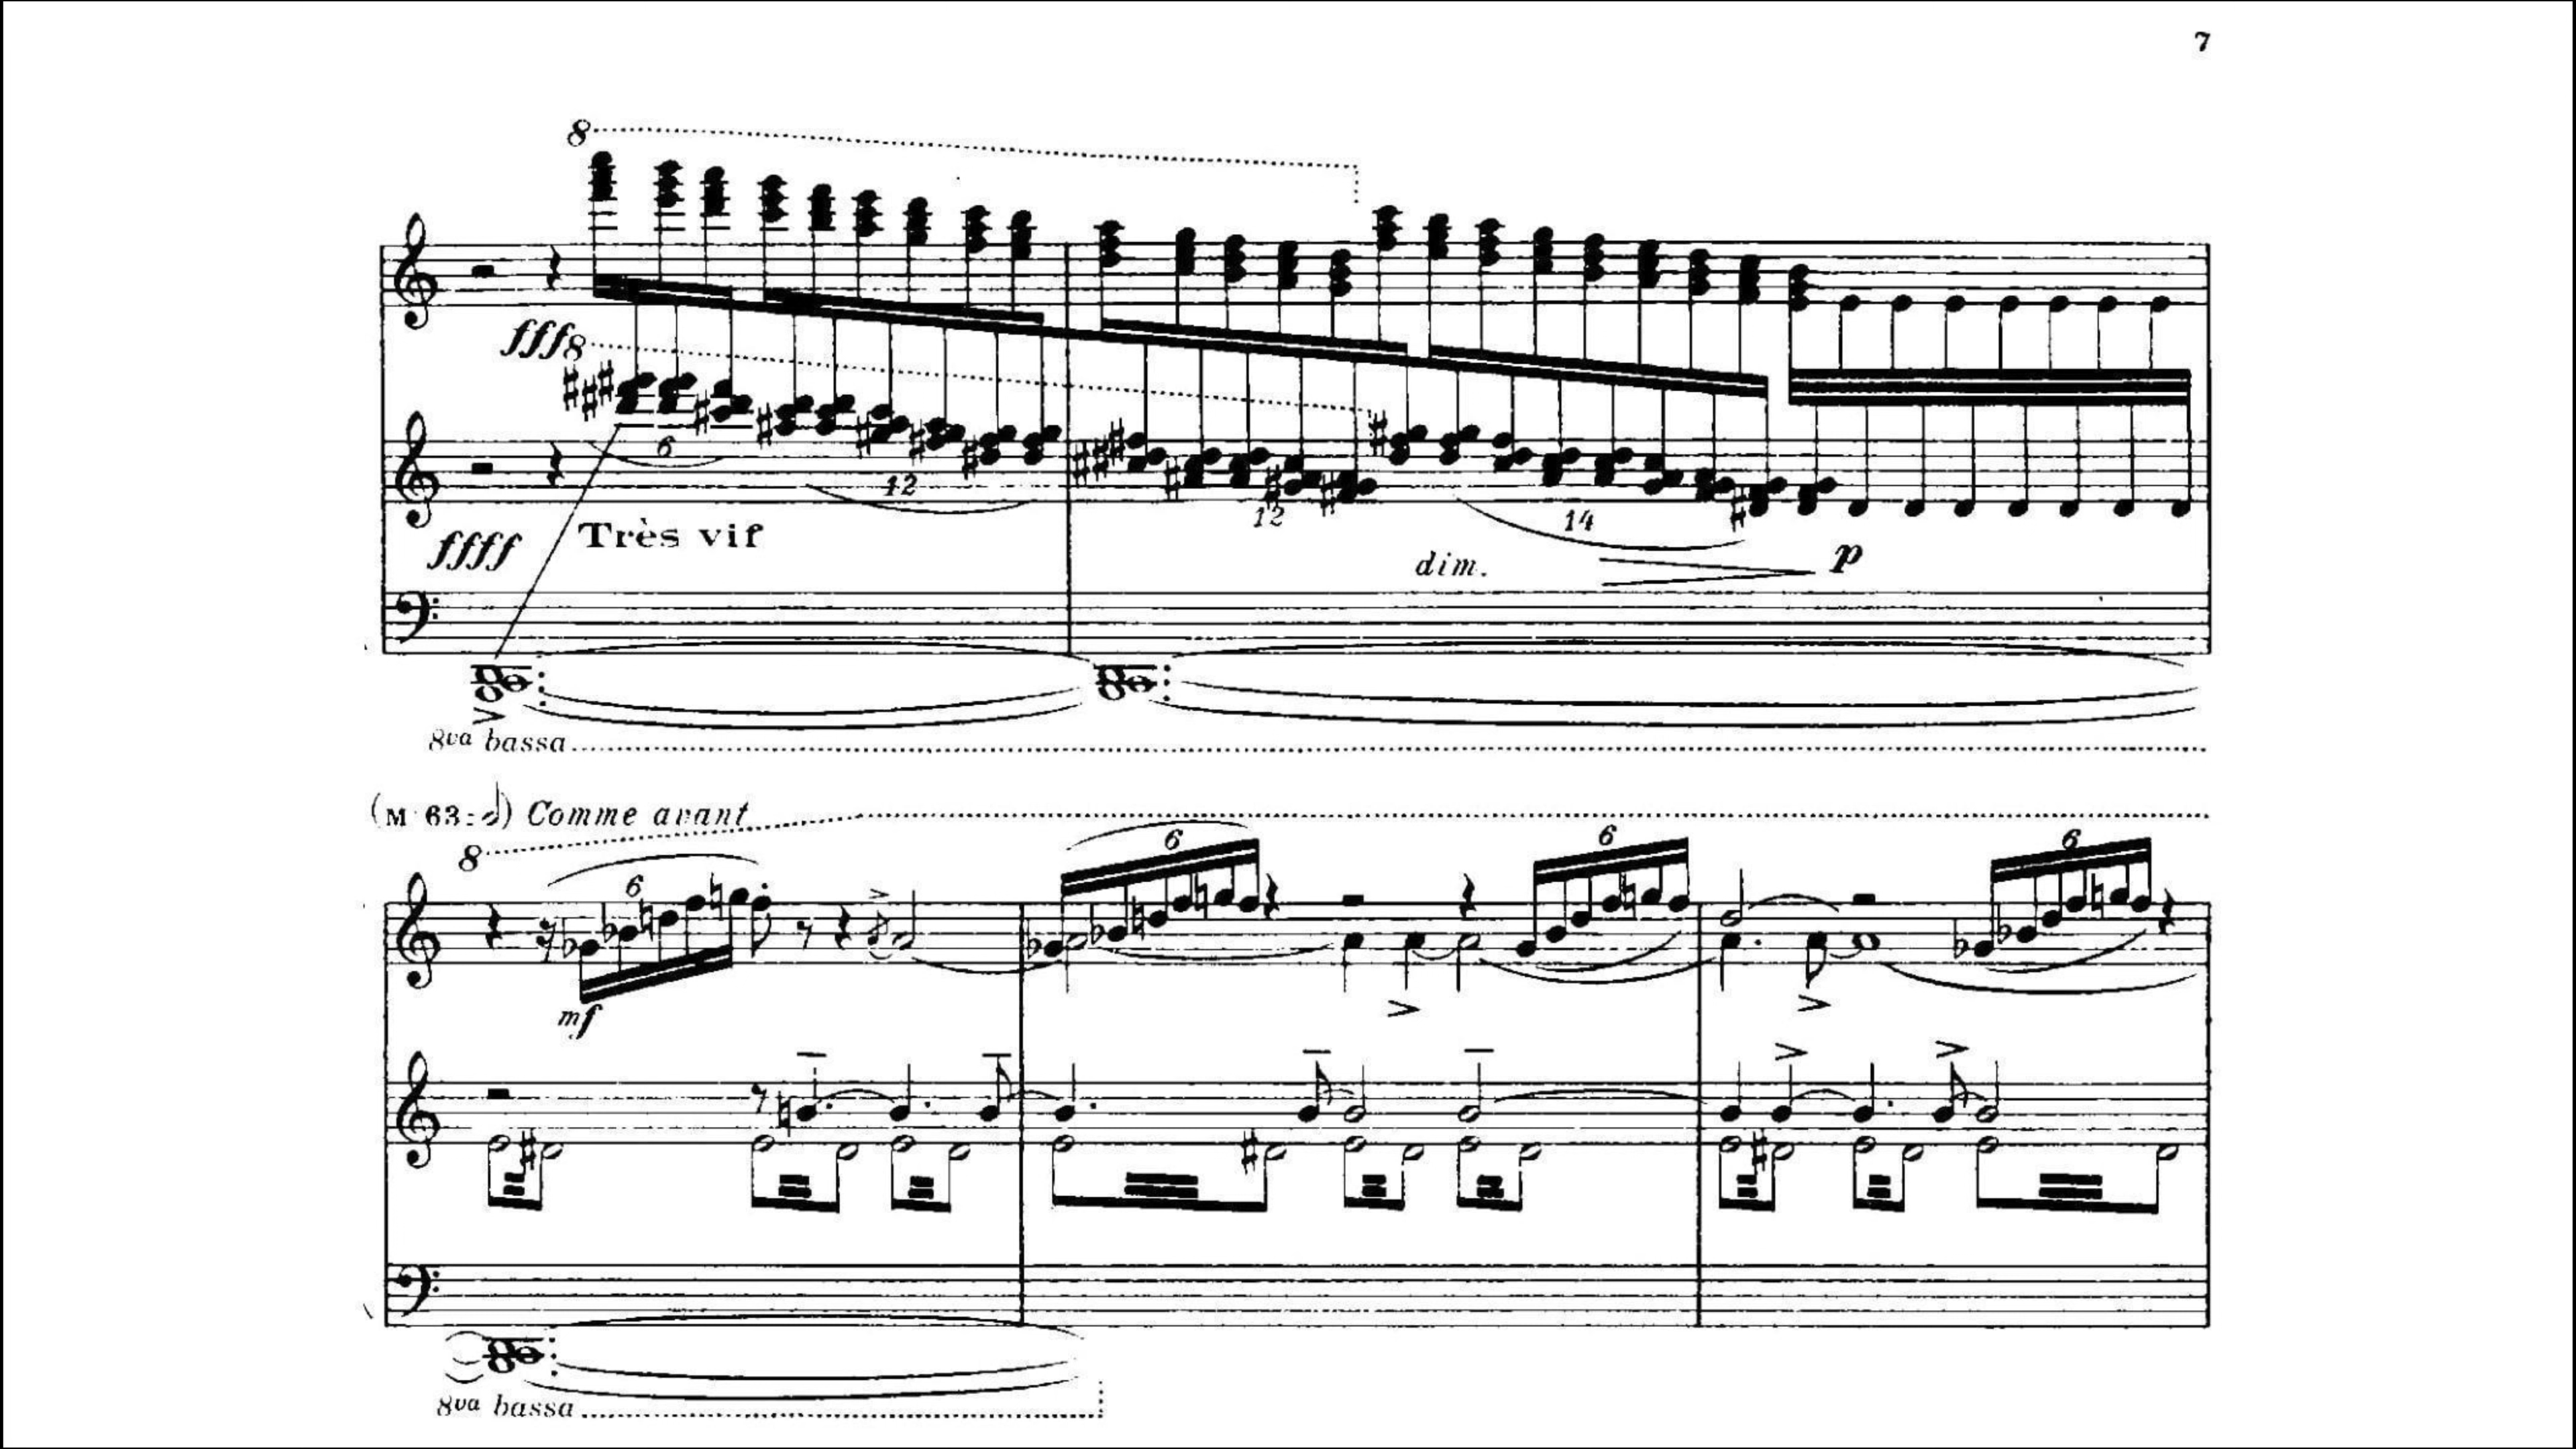 7
8
fff 8
6
12
12
14
Très vif
ffff
dim.
p
8va bassa
(M 63: 𝅗𝅥) Comme avant
8
6
6
6
6
mf
8va bassa